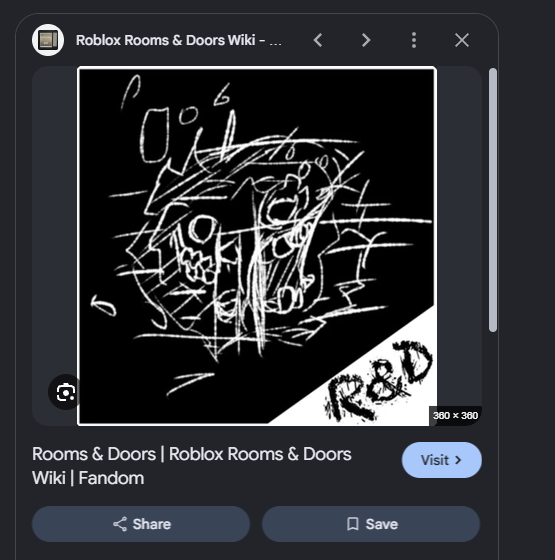 Roblox Rooms & Doors Wiki - ...
R&D
360 × 360
Rooms & Doors | Roblox Rooms & Doors
Wiki | Fandom
Visit
Share
Save